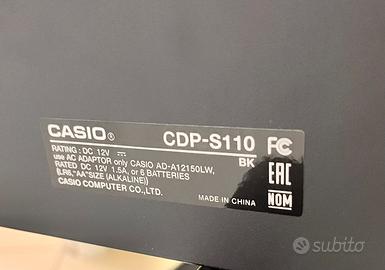 CASIO® CDP-S110 FC
RATING: DC 12V ⎓ BK
use AC ADAPTOR only CASIO AD-A12150LW,
RATED DC 12V 1.5A, or 6 BATTERIES
(LR6,"AA"SIZE (ALKALINE)) EAC
CASIO COMPUTER CO.,LTD. MADE IN CHINA NOM
subito